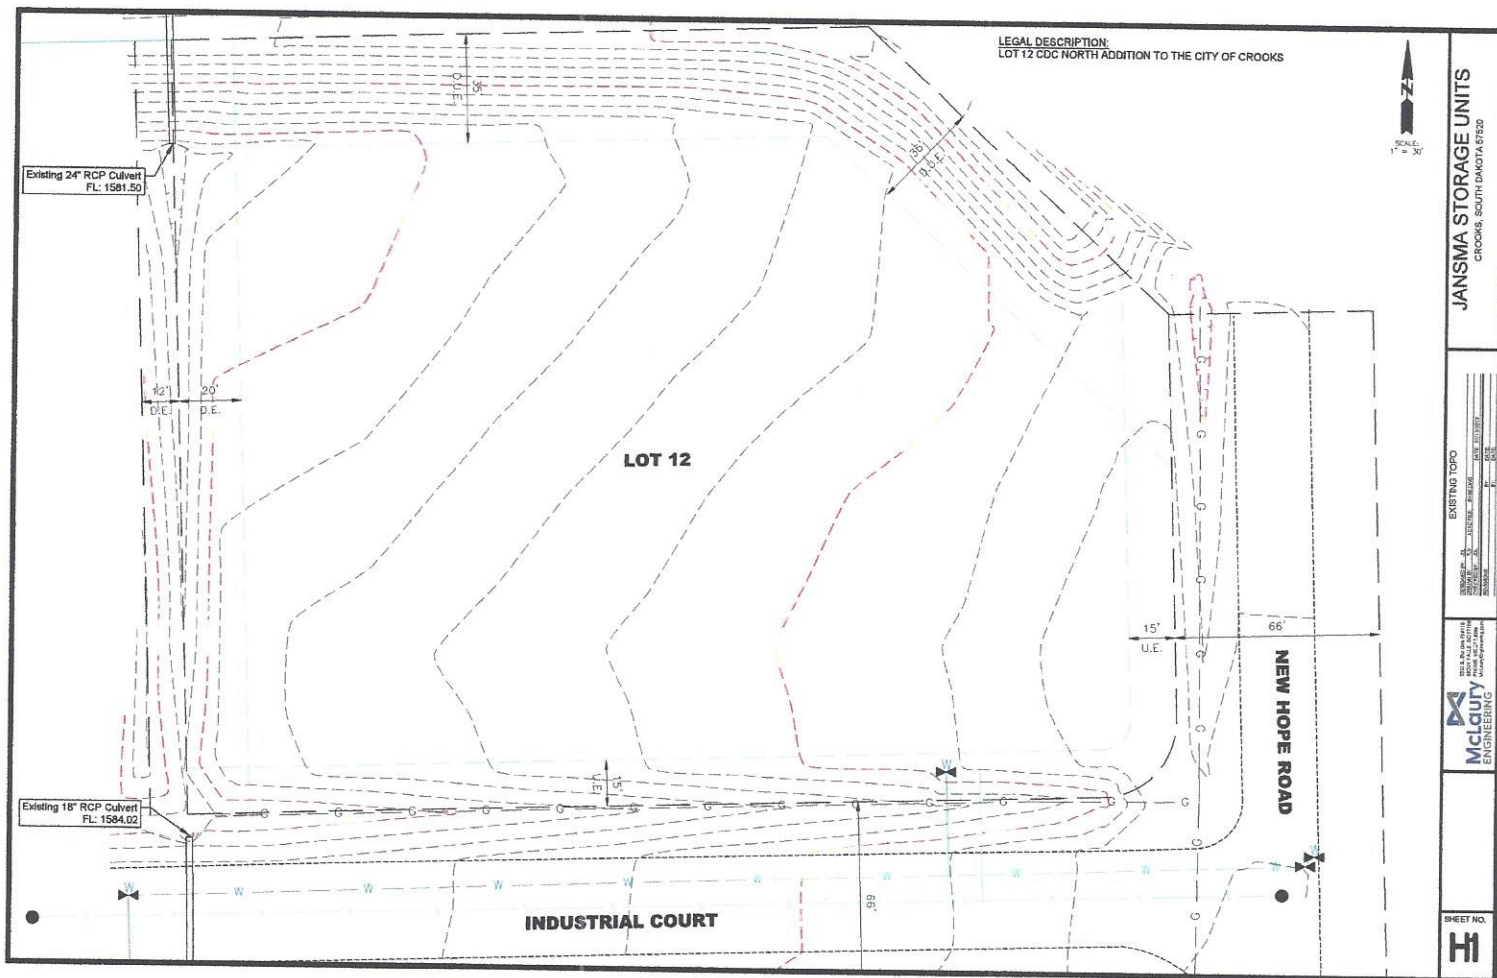 LEGAL DESCRIPTION:
LOT 12 CDC NORTH ADDITION TO THE CITY OF CROOKS
N
SCALE:
1" = 30'
35'
D.U.E.
35'
D.U.E.
Existing 24" RCP Culvert
FL: 1581.50
12'
D.E.
20'
D.E.
LOT 12
15'
U.E.
66'
NEW HOPE ROAD
15'
U.E.
Existing 18" RCP Culvert
FL: 1584.02
G G G G G G G G G G G G G
G G G G G G G G G
W
W W W W W W W W W W W
66'
INDUSTRIAL COURT
JANSMA STORAGE UNITS
CROOKS, SOUTH DAKOTA 57020
EXISTING TOPO
McLaury
ENGINEERING
SHEET NO.
H1